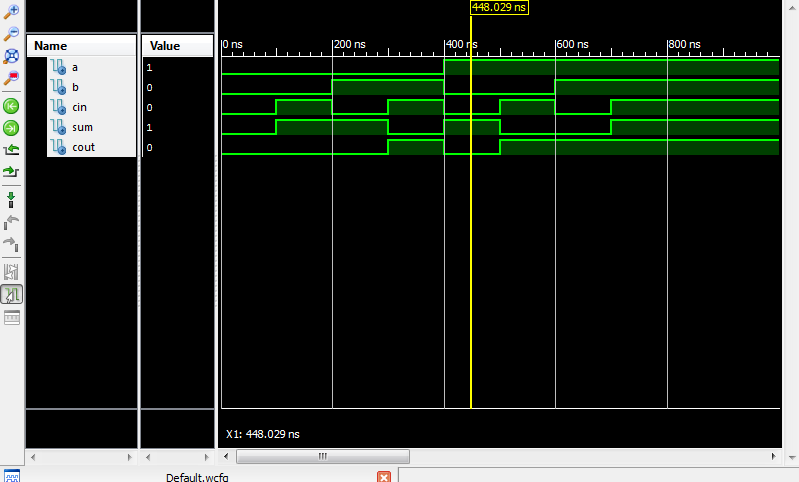 448.029 ns
Name Value
0 ns 200 ns 400 ns 600 ns 800 ns
a 1
b 0
cin 0
sum 1
cout 0
X1: 448.029 ns
Default.wcfg